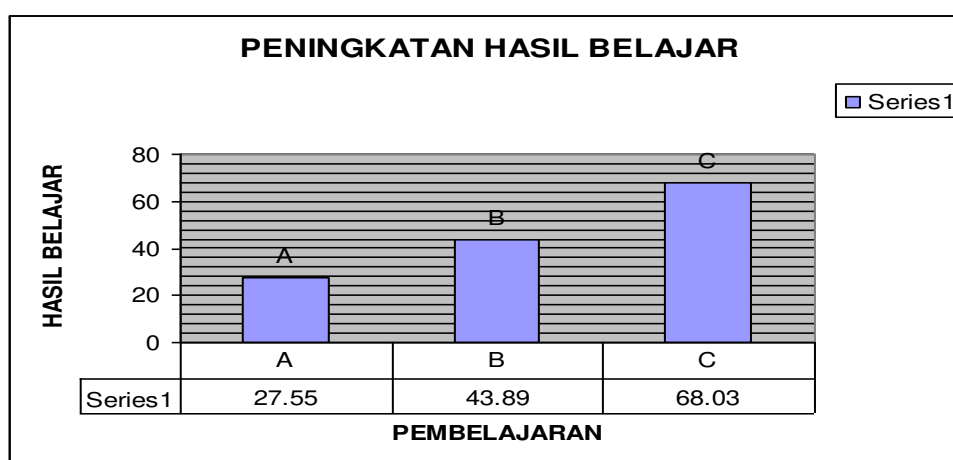 PENINGKATAN HASIL BELAJAR
Series1
HASIL BELAJAR
80
60
40
20
0
A
B
C
A B C
Series1 27.55 43.89 68.03
PEMBELAJARAN